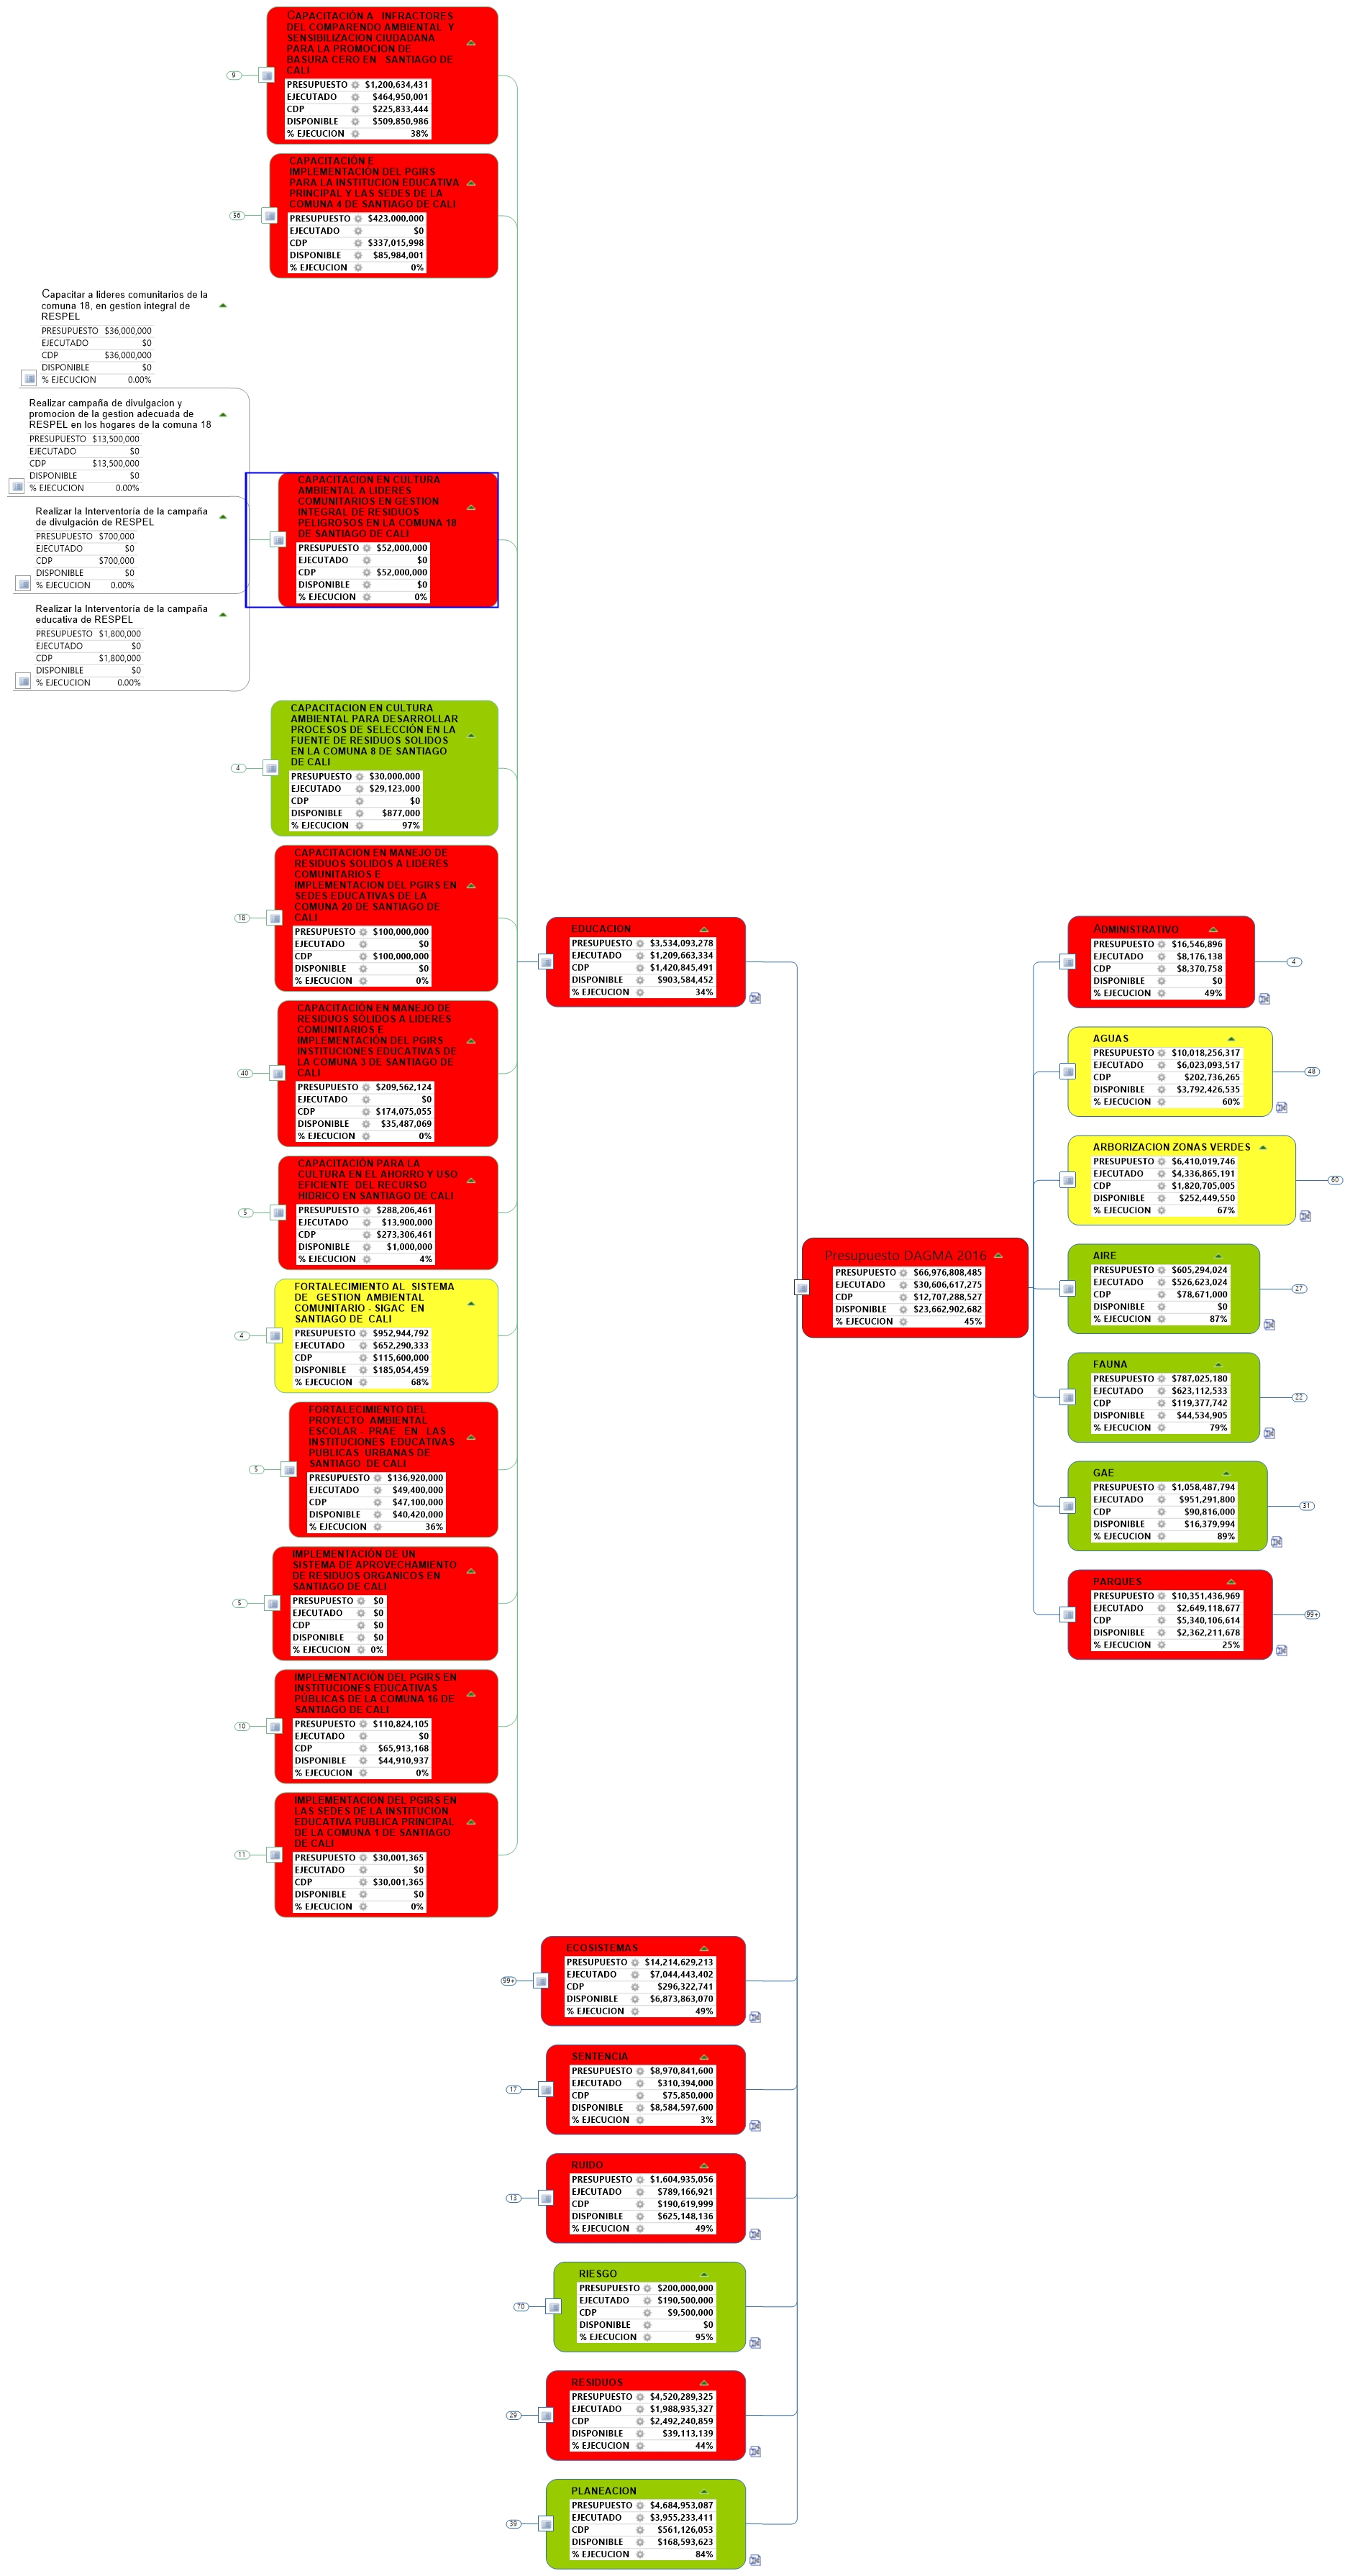 CAPACITACIÓN A INFRACTORES
DEL COMPARENDO AMBIENTAL Y
SENSIBILIZACION CIUDADANA
PARA LA PROMOCION DE
BASURA CERO EN SANTIAGO DE
CALI
PRESUPUESTO $1,200,634,431
EJECUTADO $464,950,001
CDP $225,833,444
DISPONIBLE $509,850,986
% EJECUCION 38%
9
CAPACITACIÓN E
IMPLEMENTACIÓN DEL PGIRS
PARA LA INSTITUCION EDUCATIVA
PRINCIPAL Y LAS SEDES DE LA
COMUNA 4 DE SANTIAGO DE CALI
PRESUPUESTO $423,000,000
EJECUTADO $0
CDP $337,015,998
DISPONIBLE $85,984,001
% EJECUCION 0%
56
Capacitar a lideres comunitarios de la
comuna 18, en gestion integral de
RESPEL
PRESUPUESTO $36,000,000
EJECUTADO $0
CDP $36,000,000
DISPONIBLE $0
% EJECUCION 0.00%
Realizar campaña de divulgacion y
promocion de la gestion adecuada de
RESPEL en los hogares de la comuna 18
PRESUPUESTO $13,500,000
EJECUTADO $0
CDP $13,500,000
DISPONIBLE $0
% EJECUCION 0.00%
Realizar la Interventoría de la campaña
de divulgación de RESPEL
PRESUPUESTO $700,000
EJECUTADO $0
CDP $700,000
DISPONIBLE $0
% EJECUCION 0.00%
Realizar la Interventoría de la campaña
educativa de RESPEL
PRESUPUESTO $1,800,000
EJECUTADO $0
CDP $1,800,000
DISPONIBLE $0
% EJECUCION 0.00%
CAPACITACION EN CULTURA
AMBIENTAL A LIDERES
COMUNITARIOS EN GESTION
INTEGRAL DE RESIDUOS
PELIGROSOS EN LA COMUNA 18
DE SANTIAGO DE CALI
PRESUPUESTO $52,000,000
EJECUTADO $0
CDP $52,000,000
DISPONIBLE $0
% EJECUCION 0%
CAPACITACION EN CULTURA
AMBIENTAL PARA DESARROLLAR
PROCESOS DE SELECCIÓN EN LA
FUENTE DE RESIDUOS SOLIDOS
EN LA COMUNA 8 DE SANTIAGO
DE CALI
PRESUPUESTO $30,000,000
EJECUTADO $29,123,000
CDP $0
DISPONIBLE $877,000
% EJECUCION 97%
4
CAPACITACION EN MANEJO DE
RESIDUOS SOLIDOS A LIDERES
COMUNITARIOS E
IMPLEMENTACION DEL PGIRS EN
SEDES EDUCATIVAS DE LA
COMUNA 20 DE SANTIAGO DE
CALI
PRESUPUESTO $100,000,000
EJECUTADO $0
CDP $100,000,000
DISPONIBLE $0
% EJECUCION 0%
18
CAPACITACIÓN EN MANEJO DE
RESIDUOS SÓLIDOS A LIDERES
COMUNITARIOS E
IMPLEMENTACIÓN DEL PGIRS
INSTITUCIONES EDUCATIVAS DE
LA COMUNA 3 DE SANTIAGO DE
CALI
PRESUPUESTO $209,562,124
EJECUTADO $0
CDP $174,075,055
DISPONIBLE $35,487,069
% EJECUCION 0%
40
CAPACITACIÓN PARA LA
CULTURA EN EL AHORRO Y USO
EFICIENTE DEL RECURSO
HIDRICO EN SANTIAGO DE CALI
PRESUPUESTO $288,206,461
EJECUTADO $13,900,000
CDP $273,306,461
DISPONIBLE $1,000,000
% EJECUCION 4%
5
FORTALECIMIENTO AL SISTEMA
DE GESTION AMBIENTAL
COMUNITARIO - SIGAC EN
SANTIAGO DE CALI
PRESUPUESTO $952,944,792
EJECUTADO $652,290,333
CDP $115,600,000
DISPONIBLE $185,054,459
% EJECUCION 68%
4
FORTALECIMIENTO DEL
PROYECTO AMBIENTAL
ESCOLAR - PRAE EN LAS
INSTITUCIONES EDUCATIVAS
PUBLICAS URBANAS DE
SANTIAGO DE CALI
PRESUPUESTO $136,920,000
EJECUTADO $49,400,000
CDP $47,100,000
DISPONIBLE $40,420,000
% EJECUCION 36%
5
IMPLEMENTACIÓN DE UN
SISTEMA DE APROVECHAMIENTO
DE RESIDUOS ORGANICOS EN
SANTIAGO DE CALI
PRESUPUESTO $0
EJECUTADO $0
CDP $0
DISPONIBLE $0
% EJECUCION 0%
5
IMPLEMENTACIÓN DEL PGIRS EN
INSTITUCIONES EDUCATIVAS
PÚBLICAS DE LA COMUNA 16 DE
SANTIAGO DE CALI
PRESUPUESTO $110,824,105
EJECUTADO $0
CDP $65,913,168
DISPONIBLE $44,910,937
% EJECUCION 0%
10
IMPLEMENTACION DEL PGIRS EN
LAS SEDES DE LA INSTITUCION
EDUCATIVA PUBLICA PRINCIPAL
DE LA COMUNA 1 DE SANTIAGO
DE CALI
PRESUPUESTO $30,001,365
EJECUTADO $0
CDP $30,001,365
DISPONIBLE $0
% EJECUCION 0%
11
EDUCACION
PRESUPUESTO $3,534,093,278
EJECUTADO $1,209,663,334
CDP $1,420,845,491
DISPONIBLE $903,584,452
% EJECUCION 34%
ECOSISTEMAS
PRESUPUESTO $14,214,629,213
EJECUTADO $7,044,443,402
CDP $296,322,741
DISPONIBLE $6,873,863,070
% EJECUCION 49%
99+
SENTENCIA
PRESUPUESTO $8,970,841,600
EJECUTADO $310,394,000
CDP $75,850,000
DISPONIBLE $8,584,597,600
% EJECUCION 3%
17
RUIDO
PRESUPUESTO $1,604,935,056
EJECUTADO $789,166,921
CDP $190,619,999
DISPONIBLE $625,148,136
% EJECUCION 49%
13
RIESGO
PRESUPUESTO $200,000,000
EJECUTADO $190,500,000
CDP $9,500,000
DISPONIBLE $0
% EJECUCION 95%
70
RESIDUOS
PRESUPUESTO $4,520,289,325
EJECUTADO $1,988,935,327
CDP $2,492,240,859
DISPONIBLE $39,113,139
% EJECUCION 44%
29
PLANEACION
PRESUPUESTO $4,684,953,087
EJECUTADO $3,955,233,411
CDP $561,126,053
DISPONIBLE $168,593,623
% EJECUCION 84%
39
Presupuesto DAGMA 2016
PRESUPUESTO $66,976,808,485
EJECUTADO $30,606,617,275
CDP $12,707,288,527
DISPONIBLE $23,662,902,682
% EJECUCION 45%
ADMINISTRATIVO
PRESUPUESTO $16,546,896
EJECUTADO $8,176,138
CDP $8,370,758
DISPONIBLE $0
% EJECUCION 49%
4
AGUAS
PRESUPUESTO $10,018,256,317
EJECUTADO $6,023,093,517
CDP $202,736,265
DISPONIBLE $3,792,426,535
% EJECUCION 60%
48
ARBORIZACION ZONAS VERDES
PRESUPUESTO $6,410,019,746
EJECUTADO $4,336,865,191
CDP $1,820,705,005
DISPONIBLE $252,449,550
% EJECUCION 67%
60
AIRE
PRESUPUESTO $605,294,024
EJECUTADO $526,623,024
CDP $78,671,000
DISPONIBLE $0
% EJECUCION 87%
27
FAUNA
PRESUPUESTO $787,025,180
EJECUTADO $623,112,533
CDP $119,377,742
DISPONIBLE $44,534,905
% EJECUCION 79%
22
GAE
PRESUPUESTO $1,058,487,794
EJECUTADO $951,291,800
CDP $90,816,000
DISPONIBLE $16,379,994
% EJECUCION 89%
31
PARQUES
PRESUPUESTO $10,351,436,969
EJECUTADO $2,649,118,677
CDP $5,340,106,614
DISPONIBLE $2,362,211,678
% EJECUCION 25%
99+